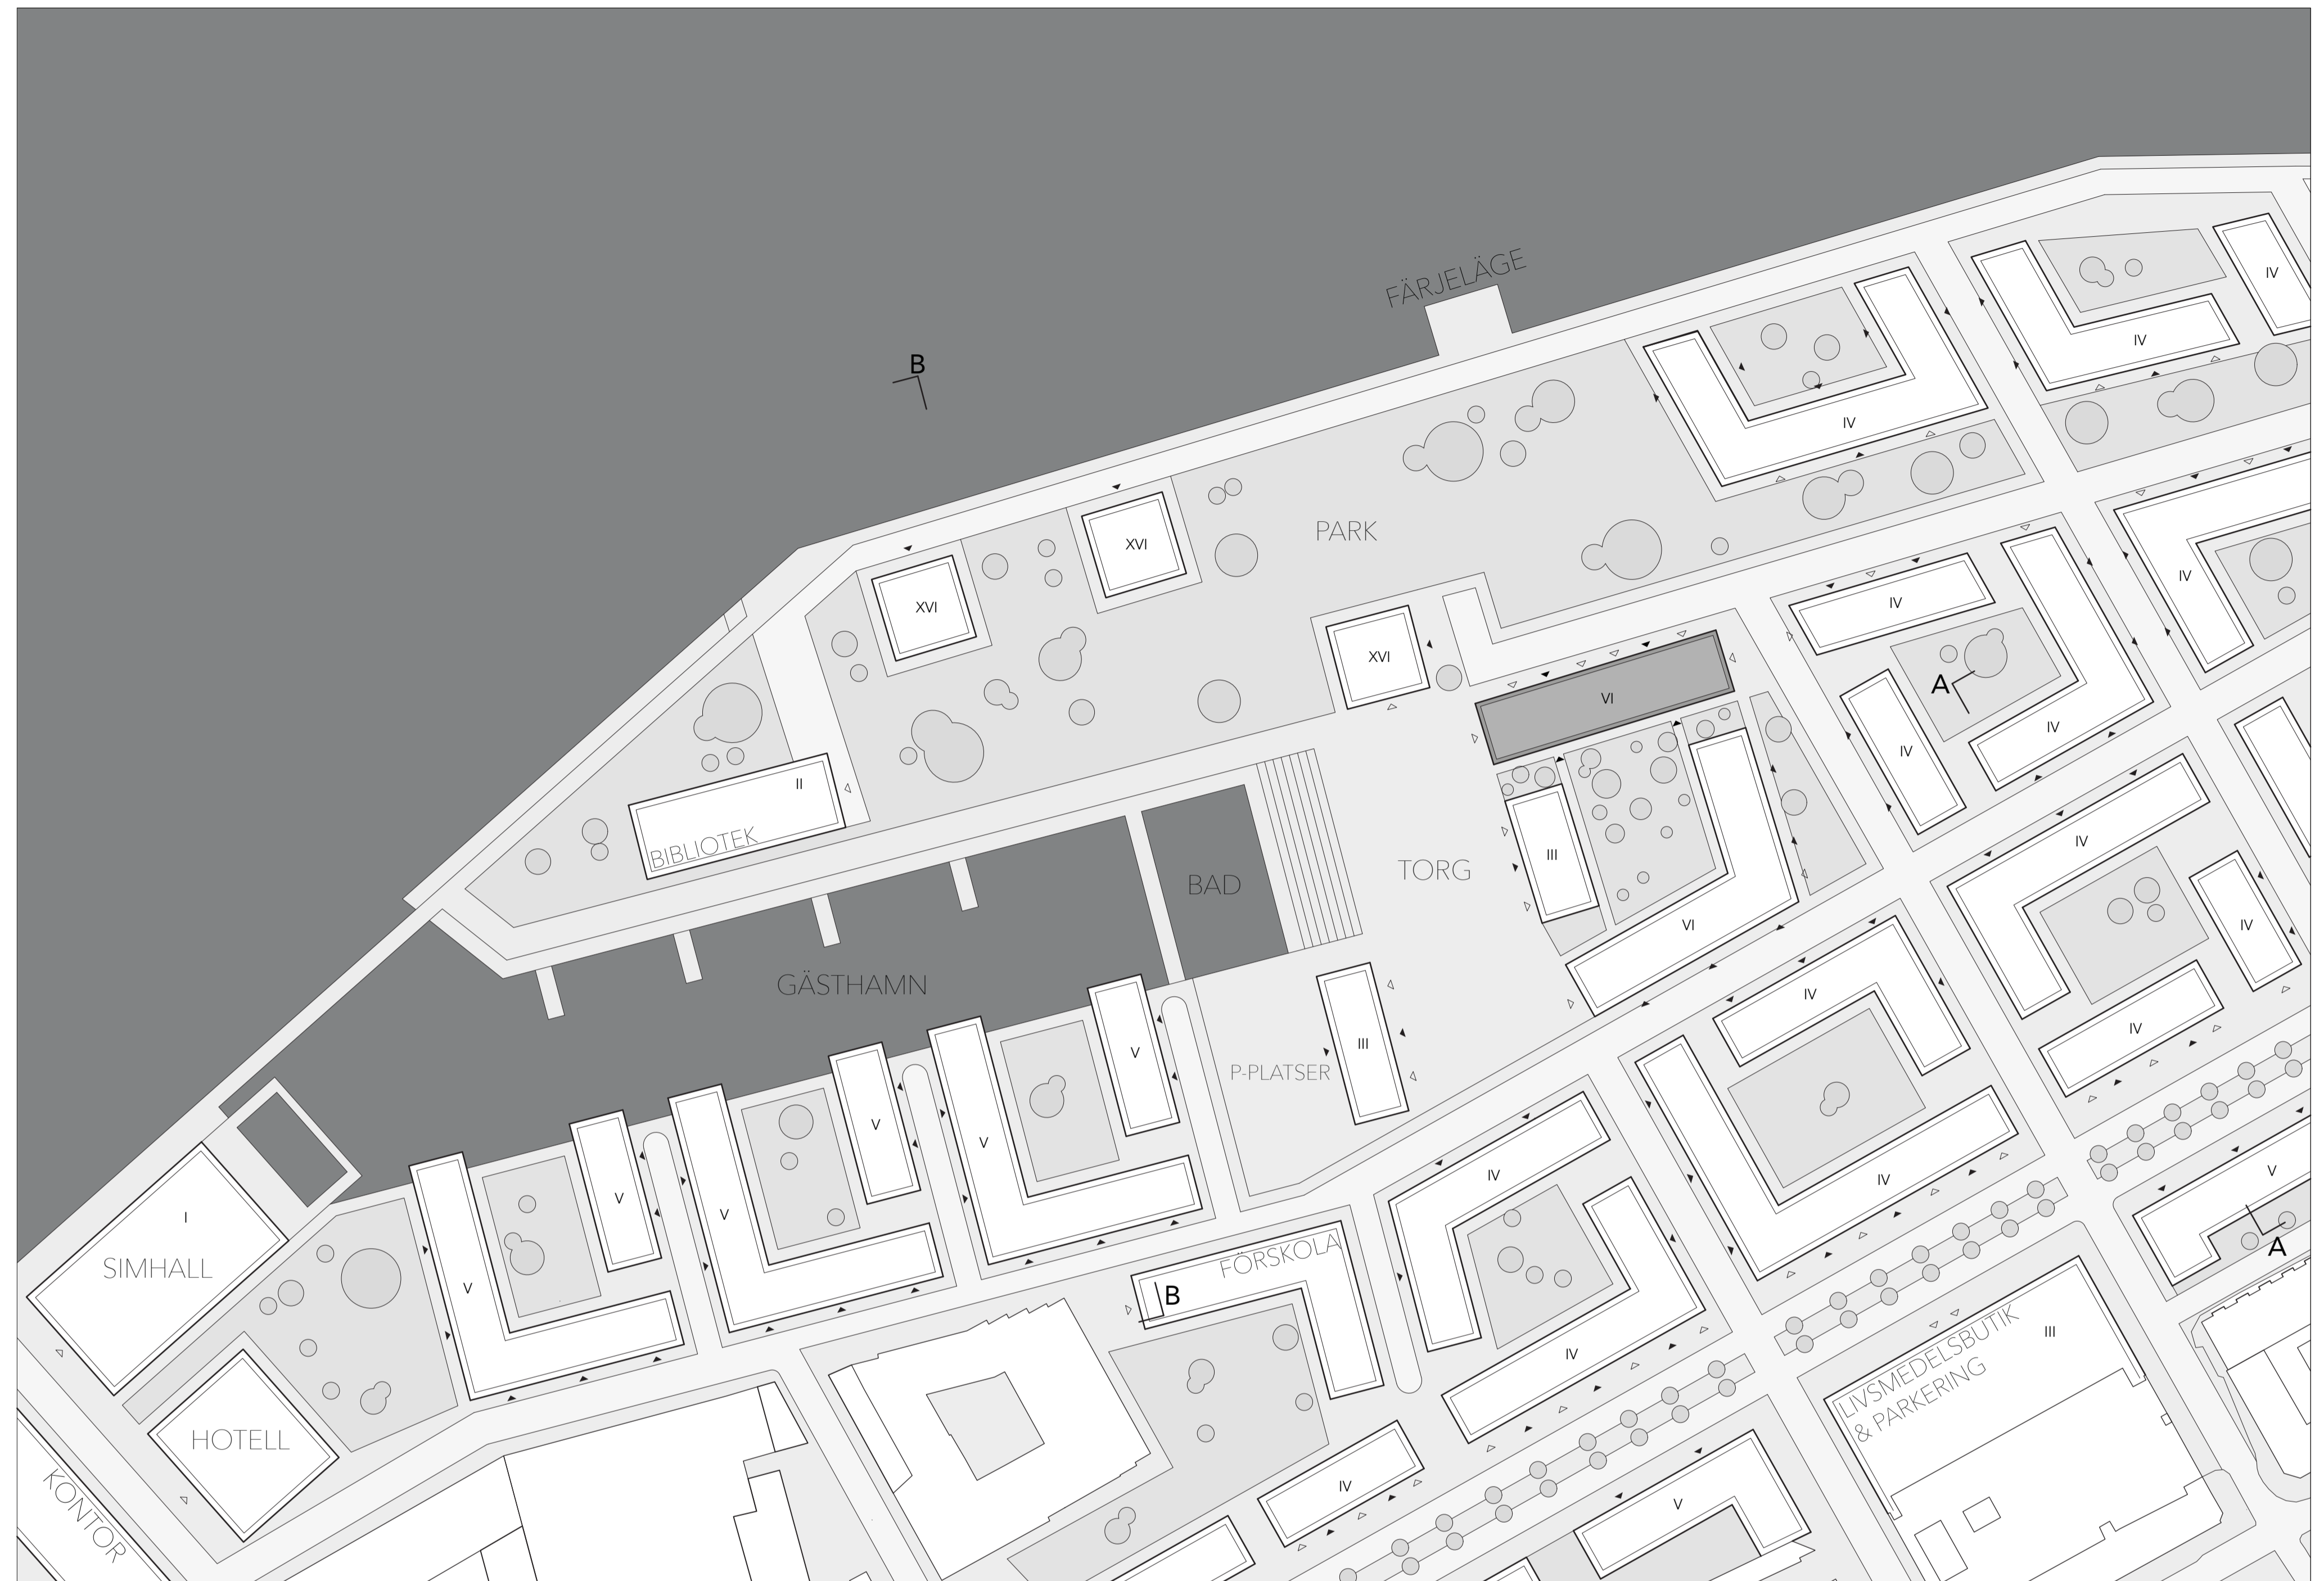 FÄRJELÄGE
IV
IV
B
IV
PARK
XVI
IV
IV
XVI
XVI
A
VI
IV
IV
II
BIBLIOTEK
III
TORG
BAD
IV
VI
IV
GÄSTHAMN
IV
III
V
P-PLATSER
IV
V
V
V
IV
V
IV
V
I
V
SIMHALL
V
FÖRSKOLA
B
A
LIVSMEDELSBUTIK
& PARKERING
III
IV
HOTELL
IV
V
KONTOR